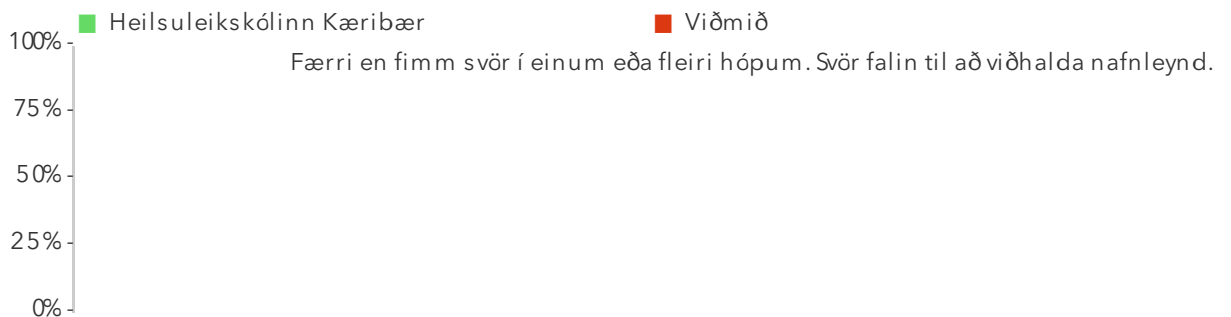 Heilsuleikskólinn Kæribær Viðmið
100%
Færri en fimm svör í einum eða fleiri hópum. Svör falin til að viðhalda nafnleynd.
75%
50%
25%
0%